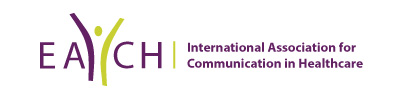 EACH
International Association for
Communication in Healthcare